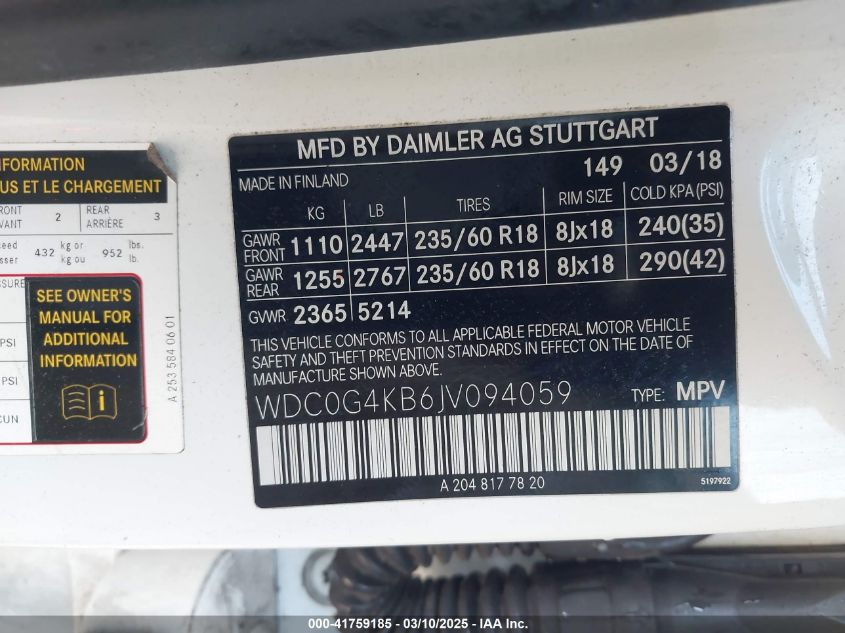 INFORMATION
US ET LE CHARGEMENT
FRONT 2 REAR 3
VANT ARRIÈRE
432 kg or 952 lbs.
kg ou lb.
SEE OWNER'S
MANUAL FOR
ADDITIONAL
INFORMATION
PSI
PSI
A 253 584 06 01
MFD BY DAIMLER AG STUTTGART
149 03/18
MADE IN FINLAND
KG LB TIRES RIM SIZE COLD KPA (PSI)
GAWR FRONT 1110 2447 235/60 R18 8Jx18 240(35)
GAWR REAR 1255 2767 235/60 R18 8Jx18 290(42)
GVWR 2365 5214
THIS VEHICLE CONFORMS TO ALL APPLICABLE FEDERAL MOTOR VEHICLE
SAFETY AND THEFT PREVENTION STANDARDS IN EFFECT ON THE DATE OF
MANUFACTURE SHOWN ABOVE.
WDC0G4KB6JV094059 TYPE: MPV
A 204 817 78 20
5197922
000-41759185 - 03/10/2025 - IAA Inc.